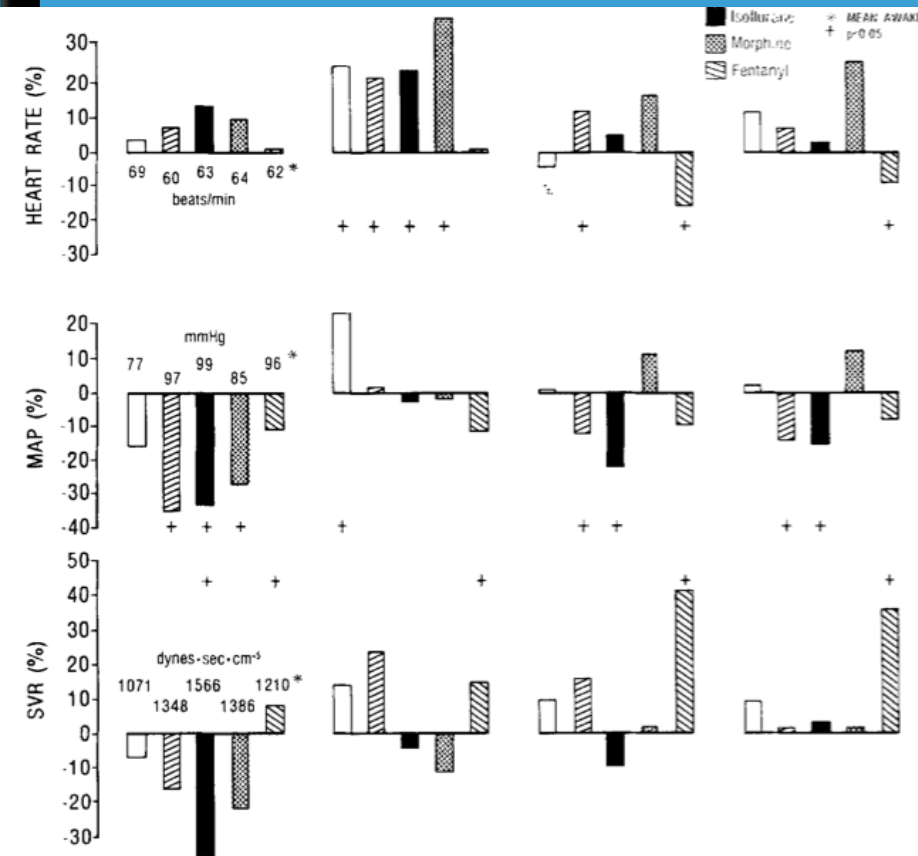 Isoflurane * MEAN AWAKE
Morphine + p<0.05
Fentanyl
HEART RATE (%)
30
20
10
0
-10
-20
-30
69 60 63 64 62 *
beats/min
+ + + + + + +
MAP (%)
20
10
0
-10
-20
-30
-40
mmHg
77 97 99 85 96 *
+ + + + + + + +
SVR (%)
50
40
30
20
10
0
-10
-20
-30
+ + + + +
dynes·sec·cm-5
1071 1348 1566 1386 1210 *